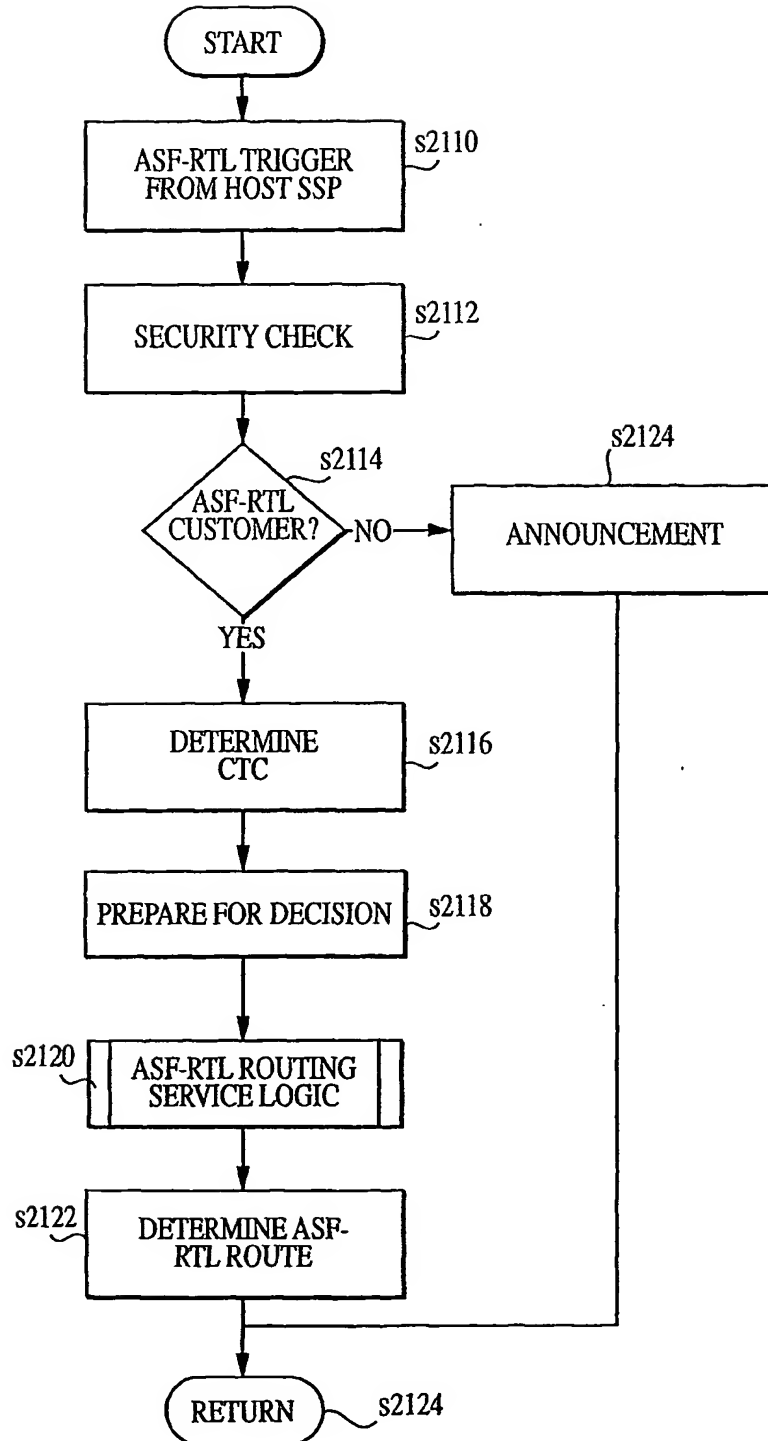 START
ASF-RTL TRIGGER
FROM HOST SSP
s2110
SECURITY CHECK
s2112
s2114
ASF-RTL
CUSTOMER?
NO
s2124
ANNOUNCEMENT
YES
DETERMINE
CTC
s2116
PREPARE FOR DECISION
s2118
s2120
ASF-RTL ROUTING
SERVICE LOGIC
s2122
DETERMINE ASF-
RTL ROUTE
RETURN
s2124